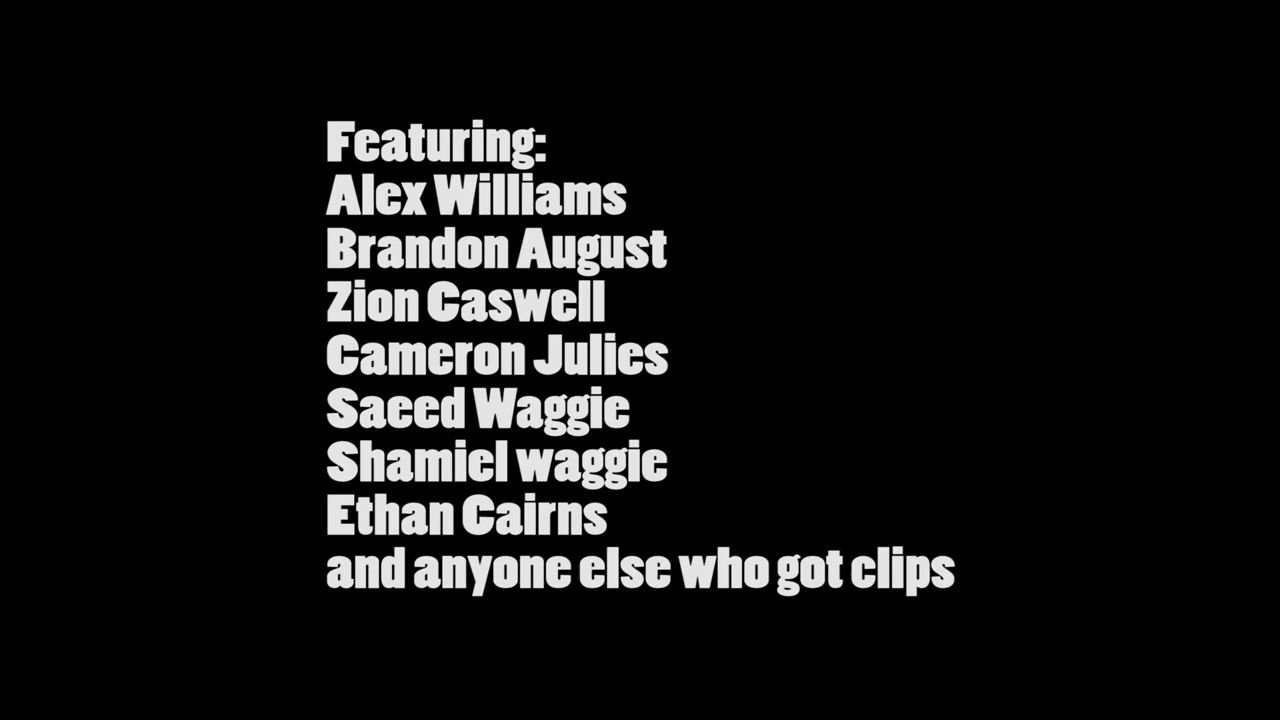 Featuring:
Alex Williams
Brandon August
Zion Caswell
Cameron Julies
Saeed Waggie
Shamiel waggie
Ethan Cairns
and anyone else who got clips